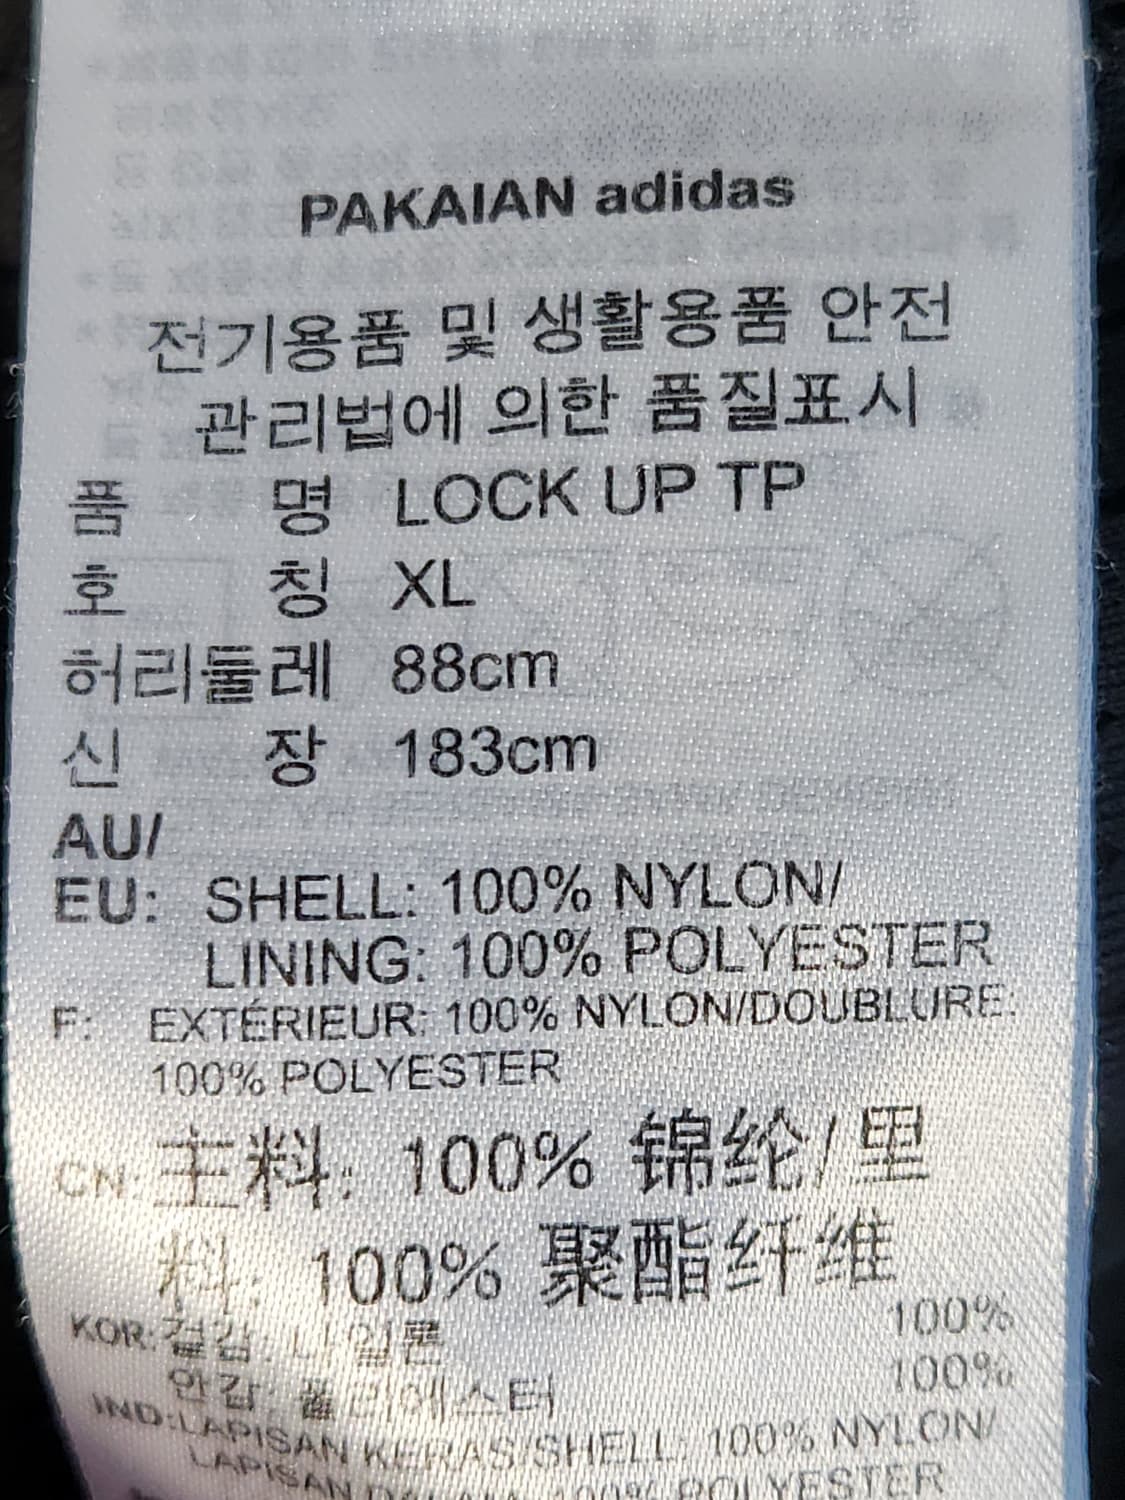 PAKAIAN adidas
전기용품 및 생활용품 안전
관리법에 의한 품질표시
품 명 LOCK UP TP
호 칭 XL
허리둘레 88cm
신 장 183cm
AU/
EU: SHELL: 100% NYLON/
LINING: 100% POLYESTER
F: EXTÉRIEUR: 100% NYLON/DOUBLURE:
100% POLYESTER
CN: 主料: 100% 锦纶/里
料: 100% 聚酯纤维
KOR: 겉감: 나일론 100%
안감: 폴리에스터 100%
IND:LAPISAN KERAS/SHELL: 100% NYLON/
LAPISAN 100% POLYESTER